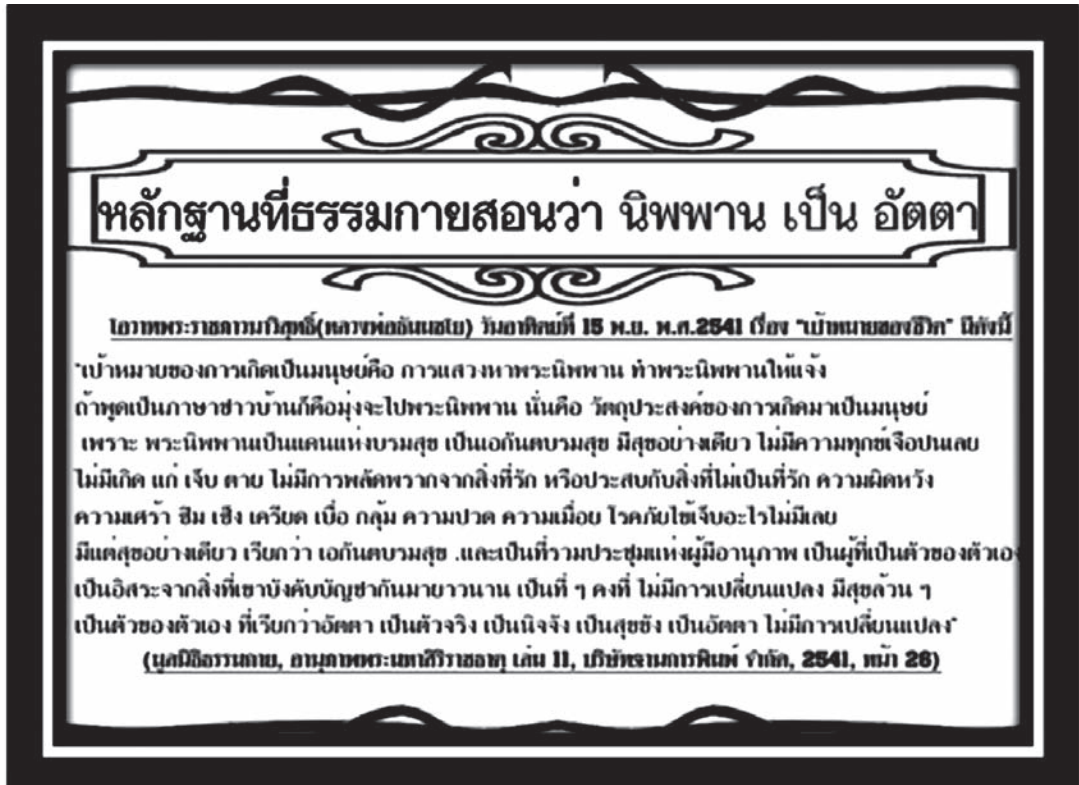 หลักฐานที่ธรรมกายสอนว่า นิพพาน เป็น อัตตา
โอวาทพระราชภาวนาวิสุทธิ์(หลวงพ่อธัมมชโย) วันอาทิตย์ที่ 15 พ.ย. พ.ศ.2541 เรื่อง "เป้าหมายของชีวิต" มีดังนี้
"เป้าหมายของการเกิดเป็นมนุษย์คือ การแสวงหาพระนิพพาน ทำพระนิพพานให้แจ้ง
ถ้าพูดเป็นภาษาชาวบ้านก็คือมุ่งจะไปพระนิพพาน นั่นคือ วัตถุประสงค์ของการเกิดมาเป็นมนุษย์
เพราะ พระนิพพานเป็นแดนแห่งบรมสุข เป็นเอกันตบรมสุข มีสุขอย่างเดียว ไม่มีความทุกข์เจือปนเลย
ไม่มีเกิด แก่ เจ็บ ตาย ไม่มีการพลัดพรากจากสิ่งที่รัก หรือประสบกับสิ่งที่ไม่เป็นที่รัก ความผิดหวัง
ความเศร้า ซึม เซ็ง เครียด เบื่อ กลุ้ม ความปวด ความเมื่อย โรคภัยไข้เจ็บอะไรไม่มีเลย
มีแต่สุขอย่างเดียว เรียกว่า เอกันตบรมสุข .และเป็นที่รวมประชุมแห่งผู้มีอานุภาพ เป็นผู้ที่เป็นตัวของตัวเอง
เป็นอิสระจากสิ่งที่เขาบังคับบัญชากันมายาวนาน เป็นที่ ๆ คงที่ ไม่มีการเปลี่ยนแปลง มีสุขล้วน ๆ
เป็นตัวของตัวเอง ที่เรียกว่าอัตตา เป็นตัวจริง เป็นนิจจัง เป็นสุขขัง เป็นอัตตา ไม่มีการเปลี่ยนแปลง"
(มูลนิธิธรรมกาย, อานุภาพพระมหาสิริราชธาตุ เล่ม 11, บริษัทฐานการพิมพ์ จำกัด, 2541, หน้า 26)